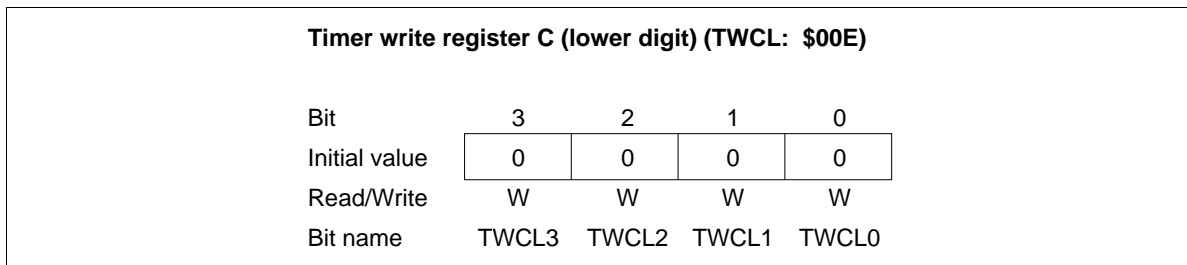 Timer write register C (lower digit) (TWCL: $00E)
Bit 3 2 1 0
Initial value 0 0 0 0
Read/Write W W W W
Bit name TWCL3 TWCL2 TWCL1 TWCL0